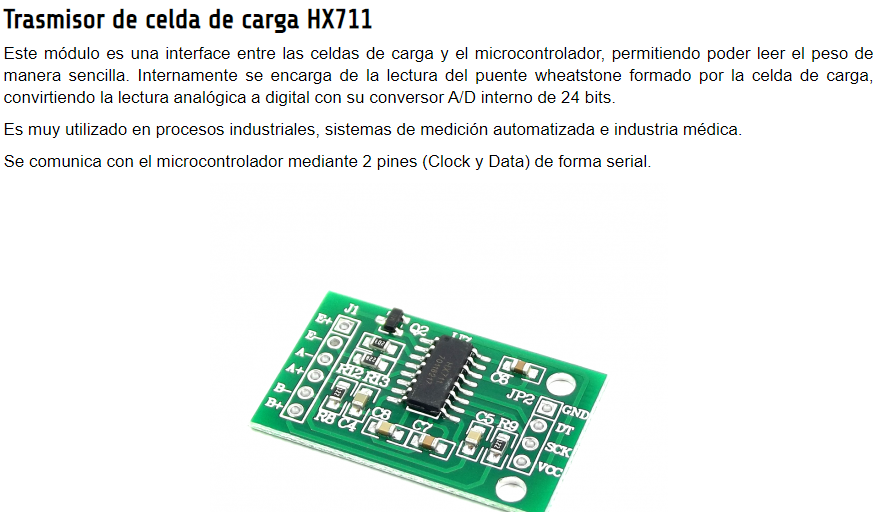 Trasmisor de celda de carga HX711
Este módulo es una interface entre las celdas de carga y el microcontrolador, permitiendo poder leer el peso de
manera sencilla. Internamente se encarga de la lectura del puente wheatstone formado por la celda de carga,
convirtiendo la lectura analógica a digital con su conversor A/D interno de 24 bits.
Es muy utilizado en procesos industriales, sistemas de medición automatizada e industria médica.
Se comunica con el microcontrolador mediante 2 pines (Clock y Data) de forma serial.
J1
E+
E-
A-
A+
B-
B+
Q2
R12 R13
R8
C4
C8
C7
HX711
C6
C5
R9
JP2
GND
DT
SCK
VCC